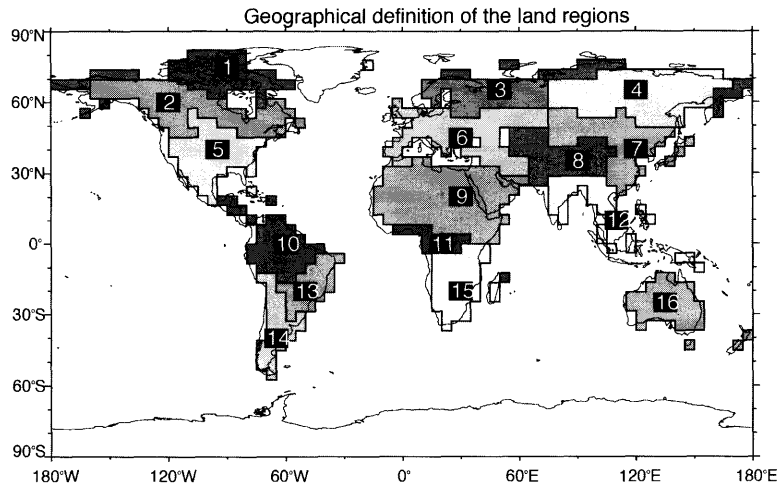 Geographical definition of the land regions
90°N
60°N
30°N
0°
30°S
60°S
90°S
1
2
3
4
5
6
7
8
9
10
11
12
13
14
15
16
180°W 120°W 60°W 0° 60°E 120°E 180°E